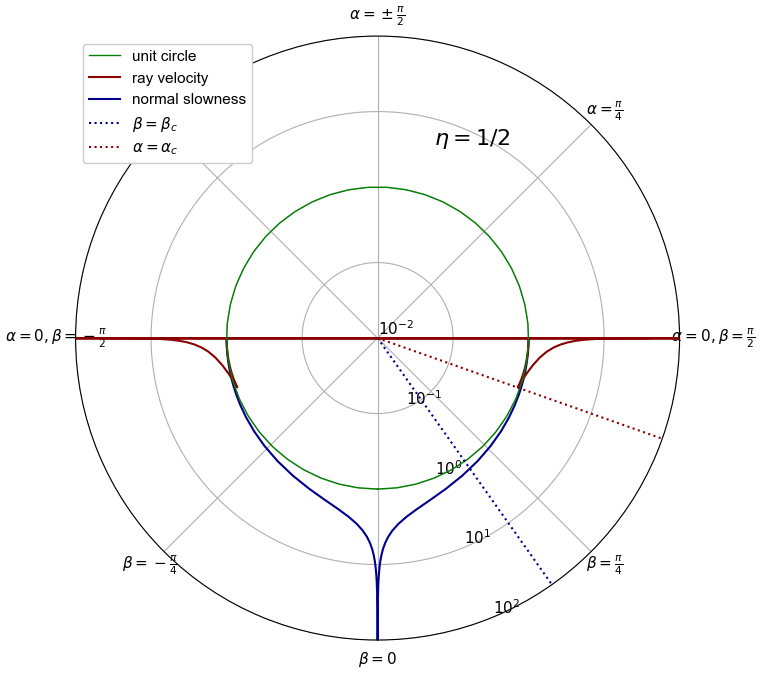 α = ± π/2
unit circle
ray velocity
normal slowness
β = β_c
α = α_c
α = π/4
η = 1/2
10^−2
α = 0, β = − π/2
α = 0, β = π/2
10^−1
10^0
10^1
β = − π/4
β = π/4
10^2
β = 0